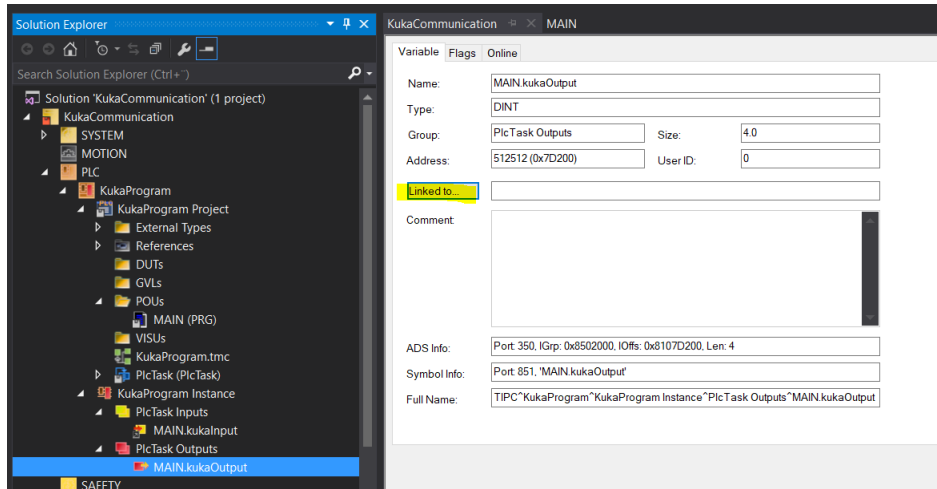 Solution Explorer
Search Solution Explorer (Ctrl+¨)
Solution 'KukaCommunication' (1 project)
KukaCommunication
SYSTEM
MOTION
PLC
KukaProgram
KukaProgram Project
External Types
References
DUTs
GVLs
POUs
MAIN (PRG)
VISUs
KukaProgram.tmc
PlcTask (PlcTask)
KukaProgram Instance
PlcTask Inputs
MAIN.kukaInput
PlcTask Outputs
MAIN.kukaOutput
SAFETY
KukaCommunication MAIN
Variable Flags Online
Name: MAIN.kukaOutput
Type: DINT
Group: PlcTask Outputs Size: 4.0
Address: 512512 (0x7D200) User ID: 0
Linked to...
Comment:
ADS Info: Port: 350, IGrp: 0x8502000, IOffs: 0x8107D200, Len: 4
Symbol Info: Port: 851, 'MAIN.kukaOutput'
Full Name: TIPC^KukaProgram^KukaProgram Instance^PlcTask Outputs^MAIN.kukaOutput